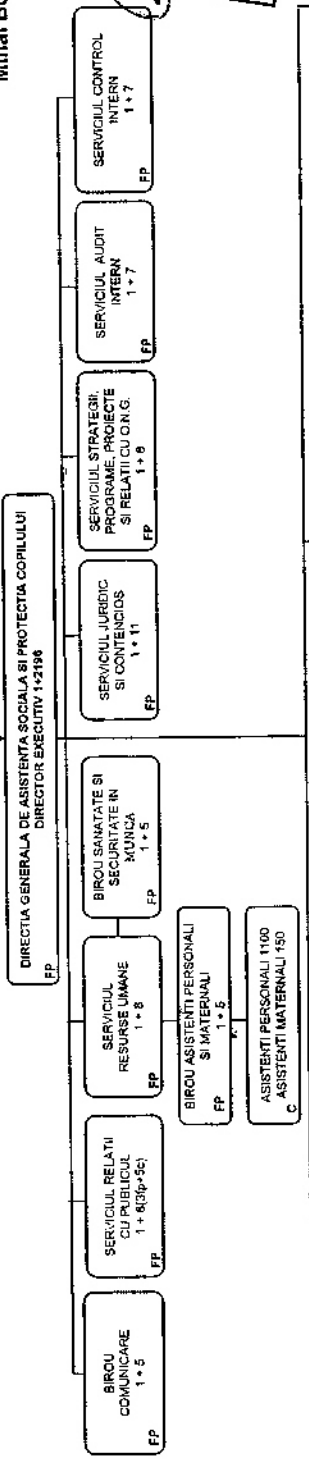 DIRECTIA GENERALA DE ASISTENTA SOCIALA SI PROTECTIA COPILULUI
DIRECTOR EXECUTIV 1+2196
FP
BIROU
COMUNICARE
1 + 5
FP
SERVICIUL RELATII
CU PUBLICUL
1 + 8(3fp+5c)
FP
SERVICIUL
RESURSE UMANE
1 + 8
FP
BIROU SANATATE SI
SECURITATE IN
MUNCA
1 + 5
FP
SERVICIUL JURIDIC
SI CONTENCIOS
1 + 11
FP
SERVICIUL STRATEGII,
PROGRAME, PROIECTE
SI RELATII CU O.N.G.
1 + 8
FP
SERVICIUL AUDIT
INTERN
1 + 7
FP
SERVICIUL CONTROL
INTERN
1 + 7
FP
BIROU ASISTENTI PERSONALI
SI MATERNALI
1 + 5
FP
ASISTENTI PERSONALI 1100
ASISTENTI MATERNALI 150
C
Mihai